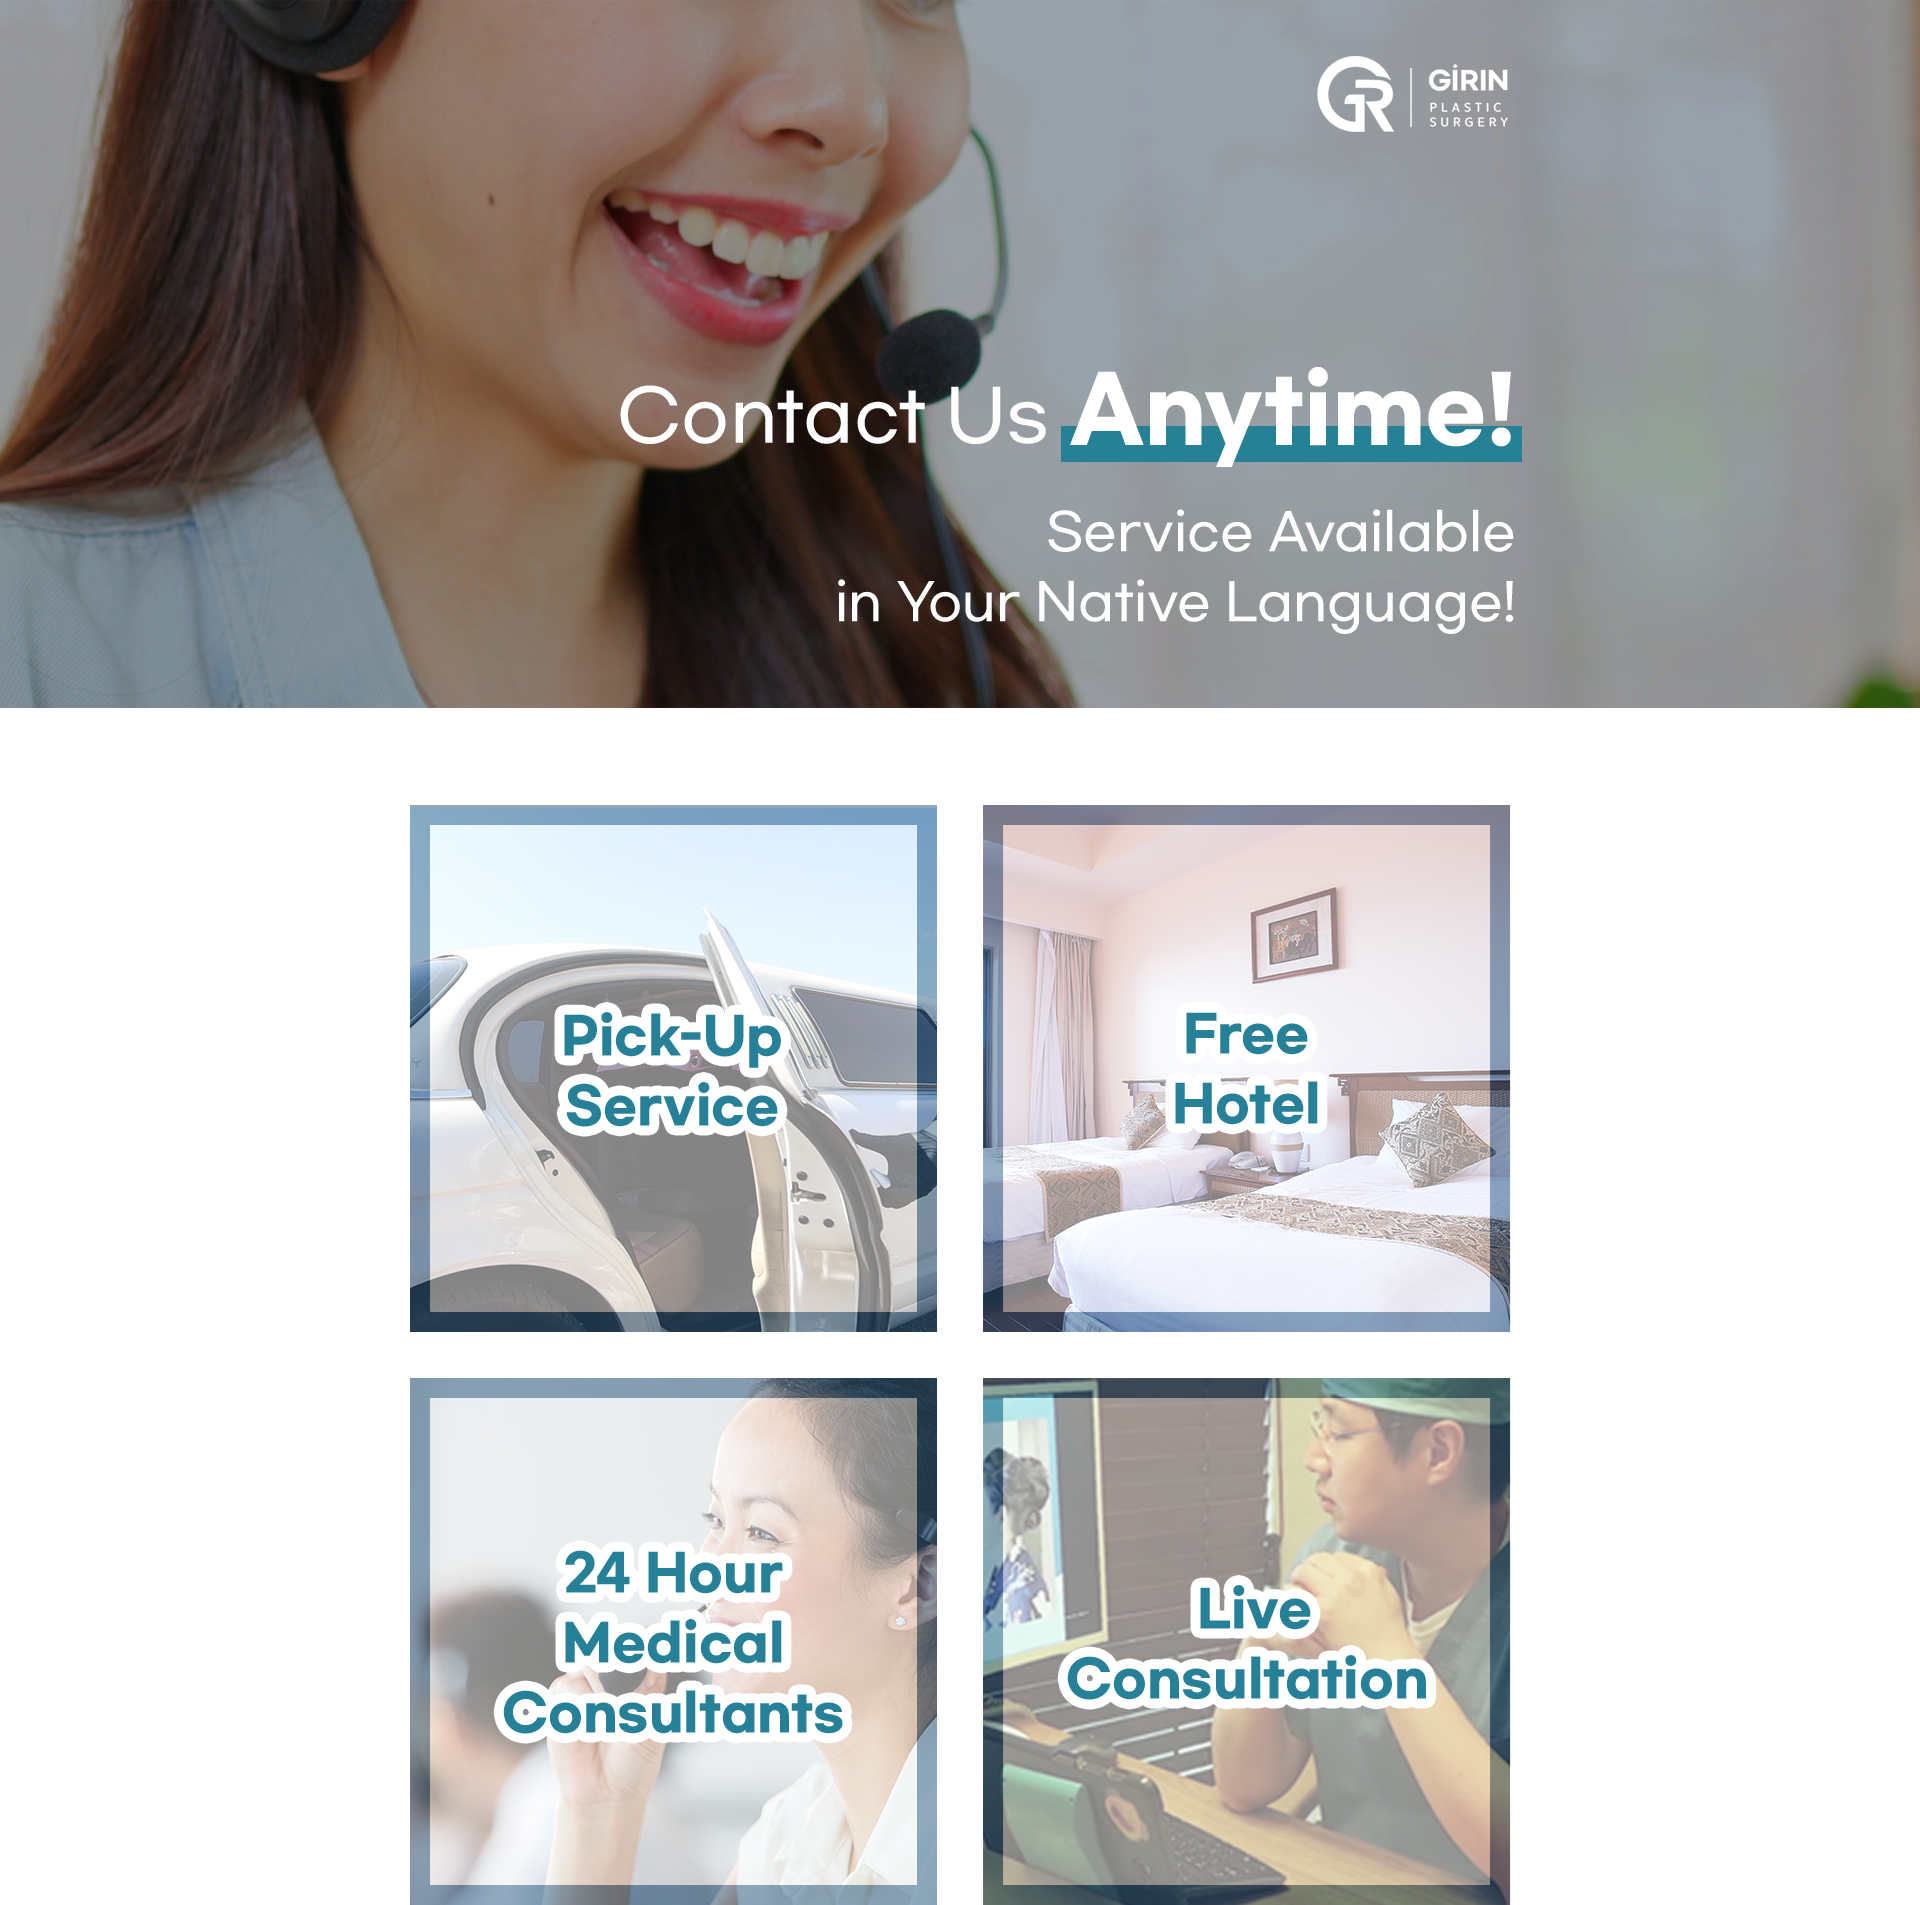 GR
GiRIN
PLASTIC
SURGERY
Contact Us Anytime!
Service Available
in Your Native Language!
Pick-Up
Service
Free
Hotel
24 Hour
Medical
Consultants
Live
Consultation